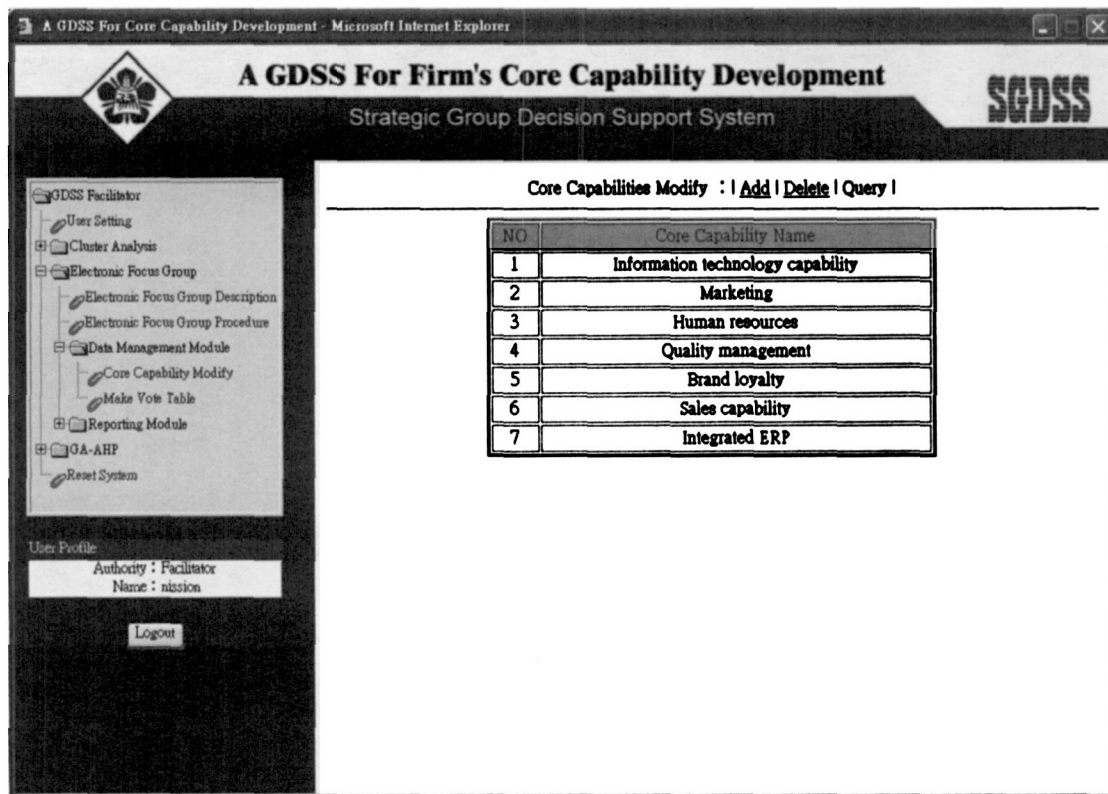 A GDSS For Core Capability Development - Microsoft Internet Explorer
A GDSS For Firm's Core Capability Development
SGDSS
Strategic Group Decision Support System
GDSS Facilitator
User Setting
Cluster Analysis
Electronic Focus Group
Electronic Focus Group Description
Electronic Focus Group Procedure
Data Management Module
Core Capability Modify
Make Vote Table
Reporting Module
GA-AHP
Reset System
User Profile
Authority : Facilitator
Name : nission
Logout
Core Capabilities Modify : | Add | Delete | Query |
NO Core Capability Name
1 Information technology capability
2 Marketing
3 Human resources
4 Quality management
5 Brand loyalty
6 Sales capability
7 Integrated ERP